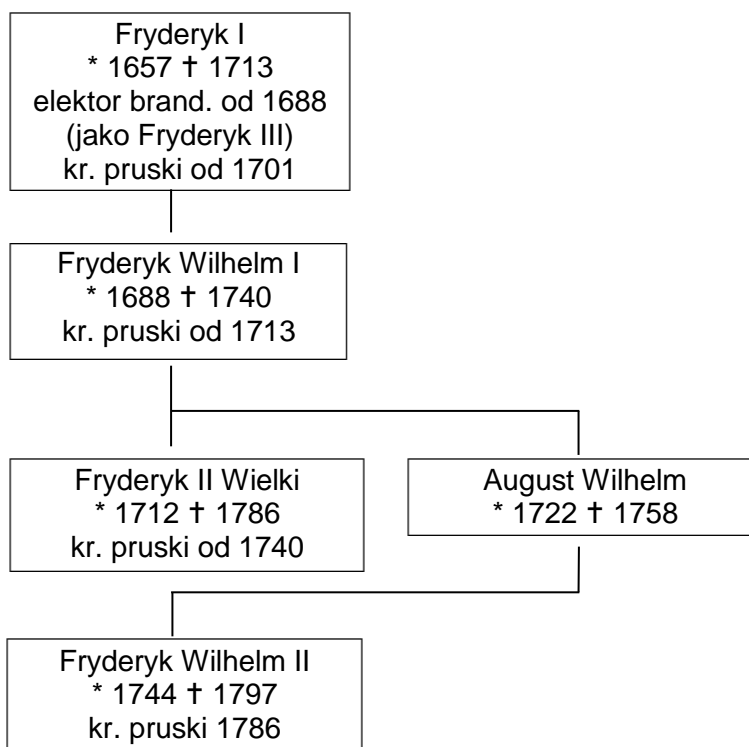 Fryderyk I
* 1657 † 1713
elektor brand. od 1688
(jako Fryderyk III)
kr. pruski od 1701
Fryderyk Wilhelm I
* 1688 † 1740
kr. pruski od 1713
Fryderyk II Wielki
* 1712 † 1786
kr. pruski od 1740
August Wilhelm
* 1722 † 1758
Fryderyk Wilhelm II
* 1744 † 1797
kr. pruski 1786